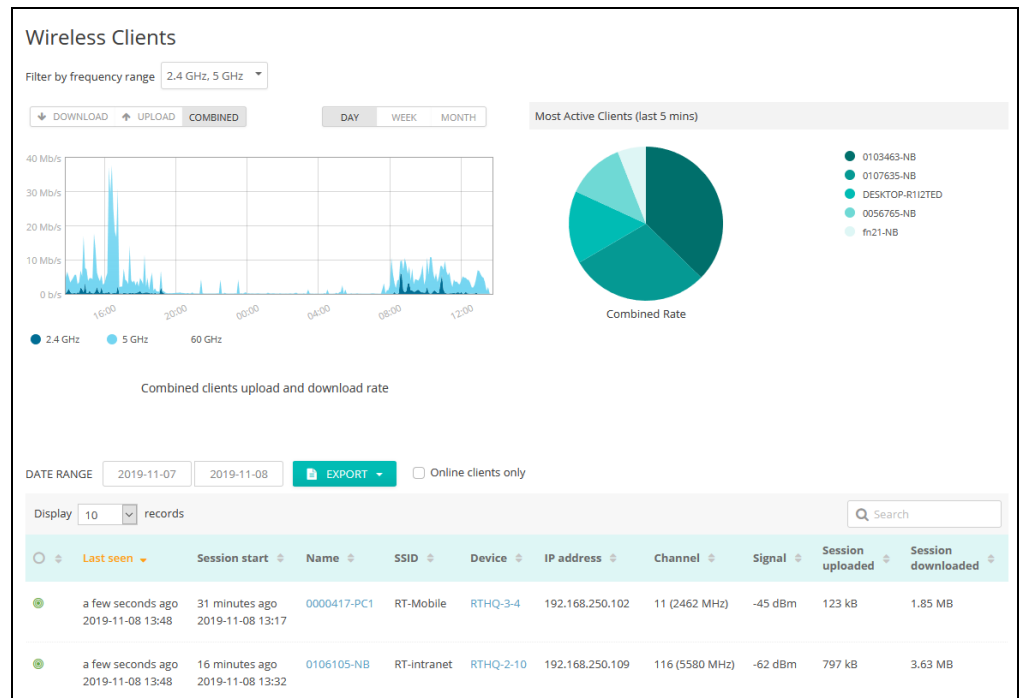 Wireless Clients
Filter by frequency range 2.4 GHz, 5 GHz
DOWNLOAD UPLOAD COMBINED DAY WEEK MONTH
Most Active Clients (last 5 mins)
40 Mb/s
30 Mb/s
20 Mb/s
10 Mb/s
0 b/s
16:00 20:00 00:00 04:00 08:00 12:00
2.4 GHz 5 GHz 60 GHz
Combined clients upload and download rate
0103463-NB
0107635-NB
DESKTOP-R1I2TED
0056765-NB
fn21-NB
Combined Rate
DATE RANGE 2019-11-07 2019-11-08 EXPORT Online clients only
Display 10 records Search
Last seen Session start Name SSID Device IP address Channel Signal Session uploaded Session downloaded
a few seconds ago 31 minutes ago 0000417-PC1 RT-Mobile RTHQ-3-4 192.168.250.102 11 (2462 MHz) -45 dBm 123 kB 1.85 MB
2019-11-08 13:48 2019-11-08 13:17
a few seconds ago 16 minutes ago 0106105-NB RT-intranet RTHQ-2-10 192.168.250.109 116 (5580 MHz) -62 dBm 797 kB 3.63 MB
2019-11-08 13:48 2019-11-08 13:32